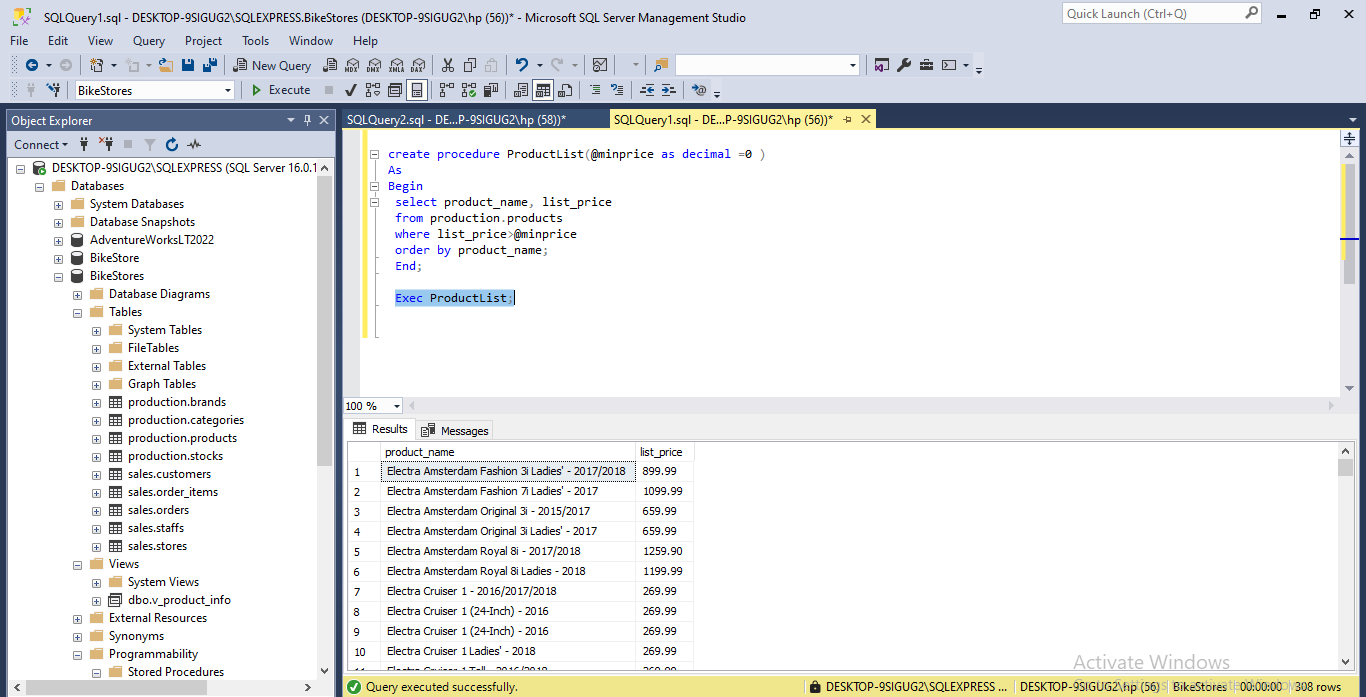 SQLQuery1.sql - DESKTOP-9SIGUG2\SQLEXPRESS.BikeStores (DESKTOP-9SIGUG2\hp (56))* - Microsoft SQL Server Management Studio
Quick Launch (Ctrl+Q)
File Edit View Query Project Tools Window Help
New Query MDX DMX XMLA DAX
BikeStores Execute
Object Explorer
SQLQuery2.sql - DE...P-9SIGUG2\hp (58))* SQLQuery1.sql - DE...P-9SIGUG2\hp (56))*
Connect
DESKTOP-9SIGUG2\SQLEXPRESS (SQL Server 16.0.1
Databases
System Databases
Database Snapshots
AdventureWorksLT2022
BikeStore
BikeStores
Database Diagrams
Tables
System Tables
FileTables
External Tables
Graph Tables
production.brands
production.categories
production.products
production.stocks
sales.customers
sales.order_items
sales.orders
sales.staffs
sales.stores
Views
System Views
dbo.v_product_info
External Resources
Synonyms
Programmability
Stored Procedures
create procedure ProductList(@minprice as decimal =0 )
As
Begin
select product_name, list_price
from production.products
where list_price>@minprice
order by product_name;
End;
Exec ProductList;
100 %
Results Messages
product_name list_price
1 Electra Amsterdam Fashion 3i Ladies' - 2017/2018 899.99
2 Electra Amsterdam Fashion 7i Ladies' - 2017 1099.99
3 Electra Amsterdam Original 3i - 2015/2017 659.99
4 Electra Amsterdam Original 3i Ladies' - 2017 659.99
5 Electra Amsterdam Royal 8i - 2017/2018 1259.90
6 Electra Amsterdam Royal 8i Ladies - 2018 1199.99
7 Electra Cruiser 1 - 2016/2017/2018 269.99
8 Electra Cruiser 1 (24-Inch) - 2016 269.99
9 Electra Cruiser 1 (24-Inch) - 2016 269.99
10 Electra Cruiser 1 Ladies' - 2018 269.99
Activate Windows
Query executed successfully. DESKTOP-9SIGUG2\SQLEXPRESS ... DESKTOP-9SIGUG2\hp (56) BikeStores 00:00:00 308 rows